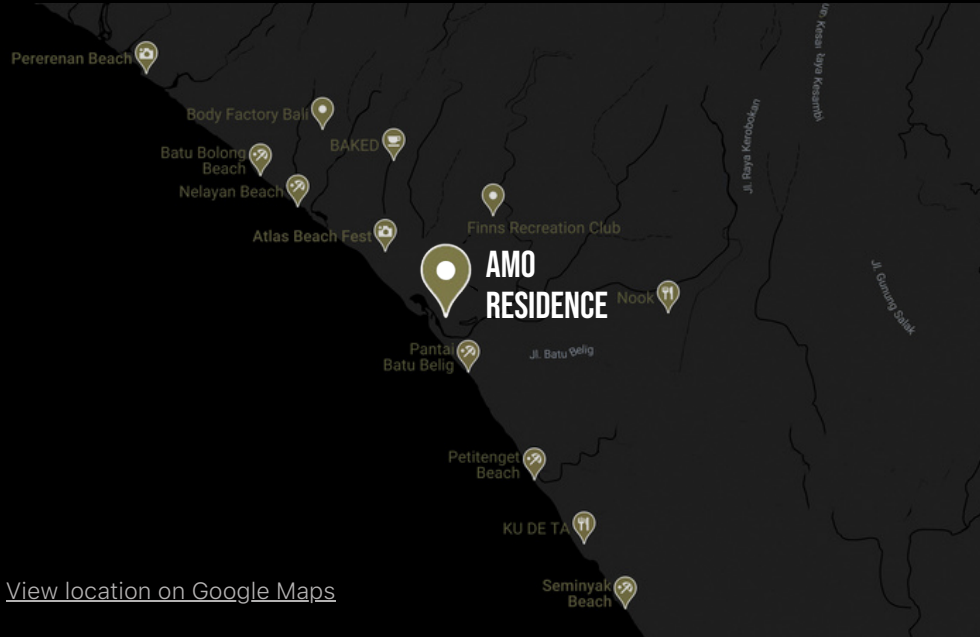 Pererenan Beach
Body Factory Bali
BAKED
Batu Bolong
Beach
Nelayan Beach
Finns Recreation Club
Atlas Beach Fest
AMO
RESIDENCE
Nook
Pantai
Batu Belig
Jl. Batu Belig
Jl. Raya Kerobokan
Jl. Gunung Salak
Petitenget
Beach
KU DE TA
Seminyak
Beach
View location on Google Maps